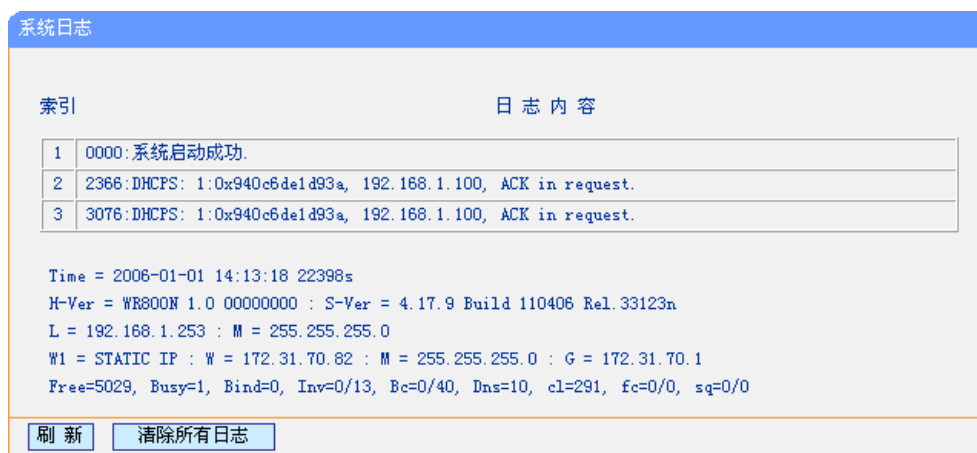 系统日志
索引 日志内容
1 0000:系统启动成功.
2 2366:DHCPS: 1:0x940c6de1d93a, 192.168.1.100, ACK in request.
3 3076:DHCPS: 1:0x940c6de1d93a, 192.168.1.100, ACK in request.
Time = 2006-01-01 14:13:18 22398s
H-Ver = WR800N 1.0 00000000 : S-Ver = 4.17.9 Build 110406 Rel.33123n
L = 192.168.1.253 : M = 255.255.255.0
W1 = STATIC IP : W = 172.31.70.82 : M = 255.255.255.0 : G = 172.31.70.1
Free=5029, Busy=1, Bind=0, Inv=0/13, Bc=0/40, Dns=10, cl=291, fc=0/0, sq=0/0
刷 新 清除所有日志